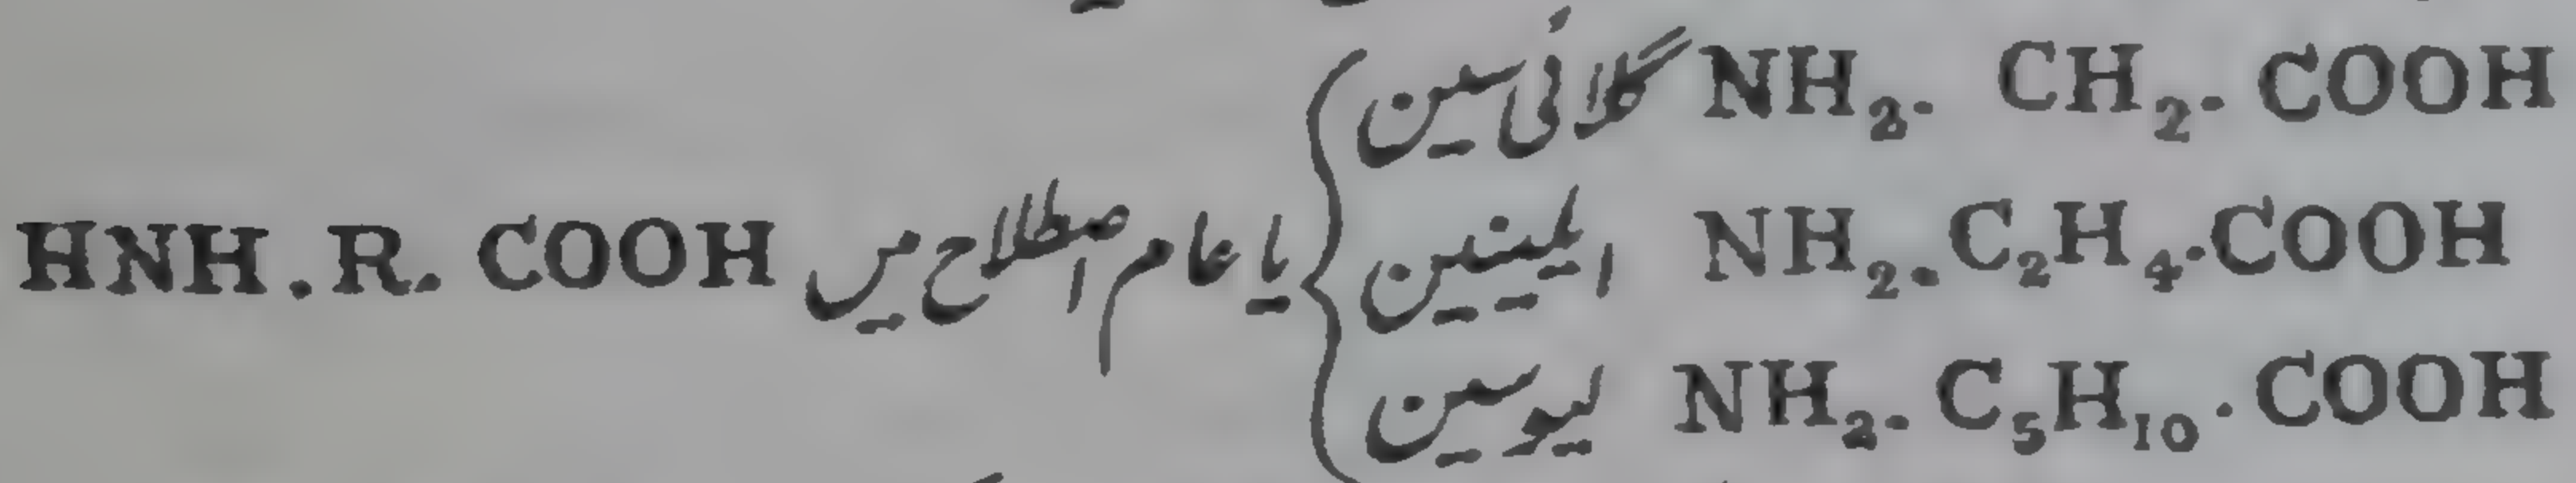 NH₂. CH₂. COOH گلائی سین
NH₂. C₂H₄. COOH ایلینین } یا عام اصطلاح میں HNH. R. COOH
NH₂. C₅H₁₀. COOH لیوسین